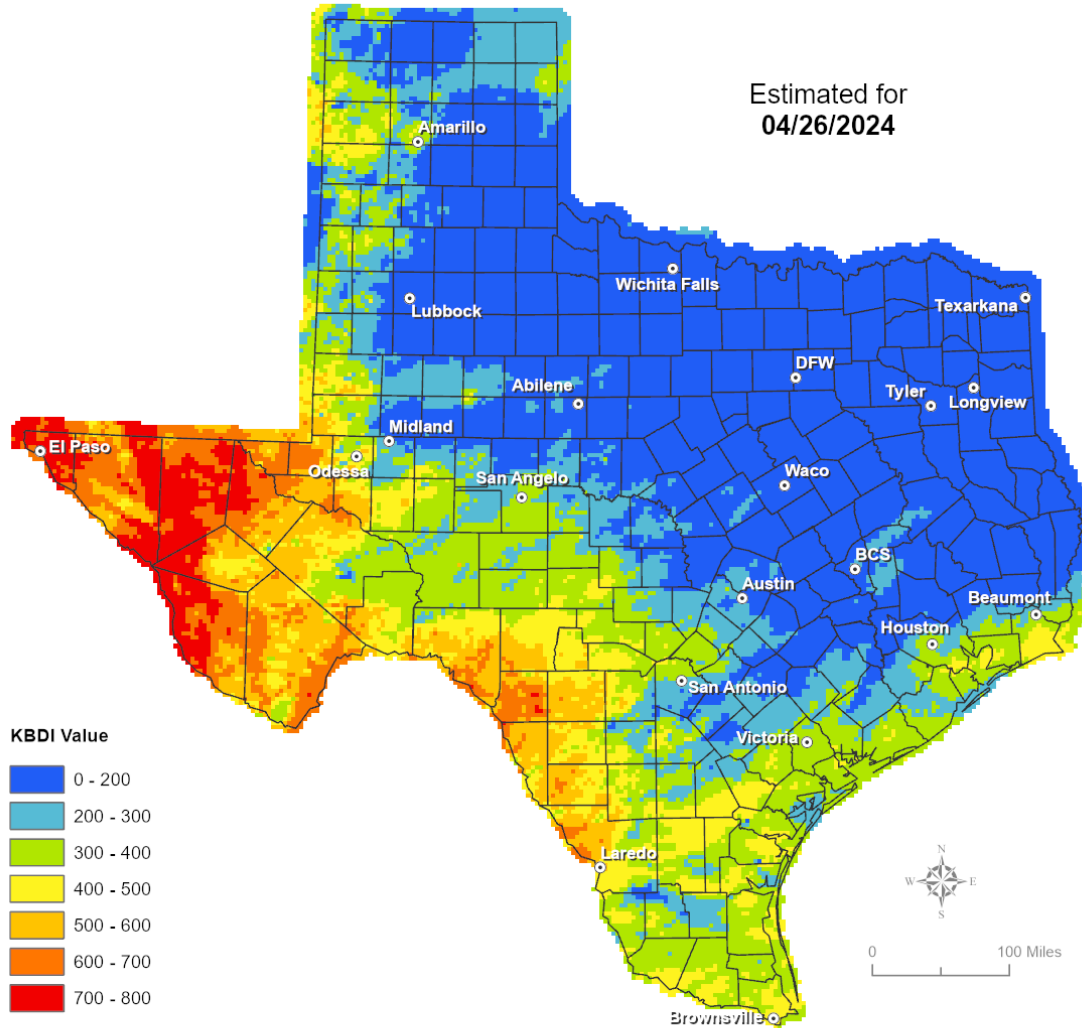 Estimated for
04/26/2024
Amarillo
Wichita Falls
Lubbock
Texarkana
DFW
Abilene
Tyler
Longview
Midland
El Paso
Odessa
San Angelo
Waco
BCS
Austin
Beaumont
Houston
San Antonio
Victoria
KBDI Value
0 - 200
200 - 300
300 - 400
400 - 500
500 - 600
600 - 700
700 - 800
Laredo
N
W
E
S
0 100 Miles
Brownsville